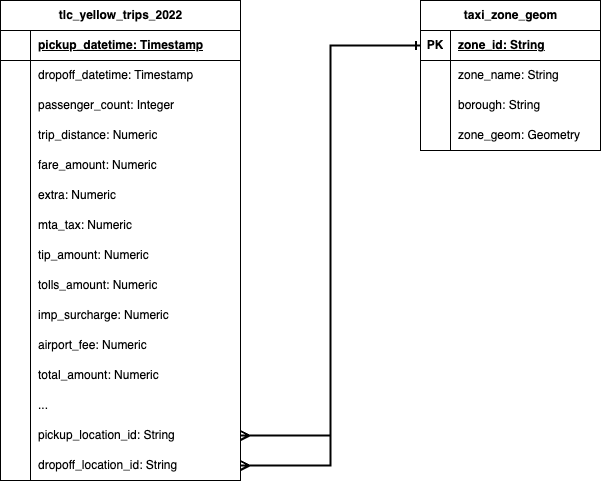 tlc_yellow_trips_2022
pickup_datetime: Timestamp
dropoff_datetime: Timestamp
passenger_count: Integer
trip_distance: Numeric
fare_amount: Numeric
extra: Numeric
mta_tax: Numeric
tip_amount: Numeric
tolls_amount: Numeric
imp_surcharge: Numeric
airport_fee: Numeric
total_amount: Numeric
...
pickup_location_id: String
dropoff_location_id: String
taxi_zone_geom
PK zone_id: String
zone_name: String
borough: String
zone_geom: Geometry